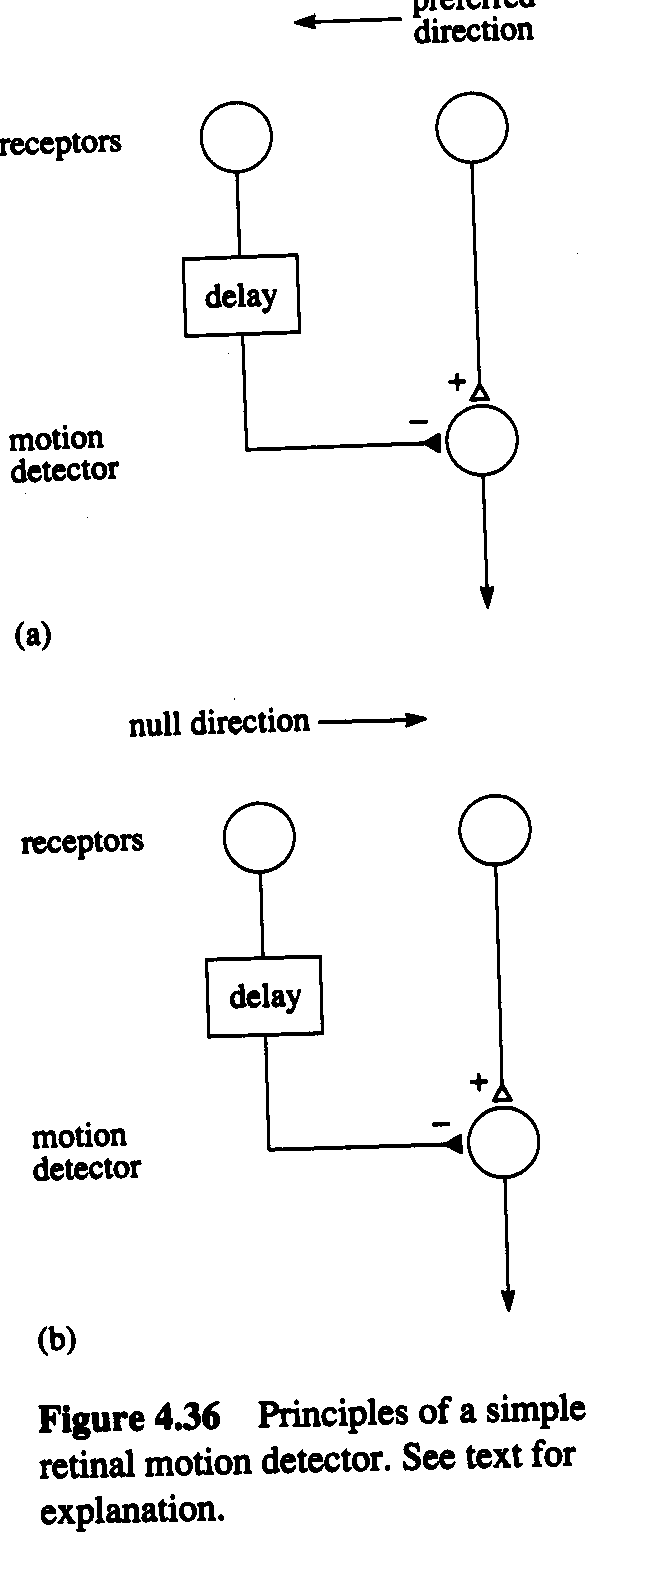 preferred
direction
receptors
delay
+
−
motion
detector
(a)
null direction
receptors
delay
+
−
motion
detector
(b)
Figure 4.36 Principles of a simple
retinal motion detector. See text for
explanation.